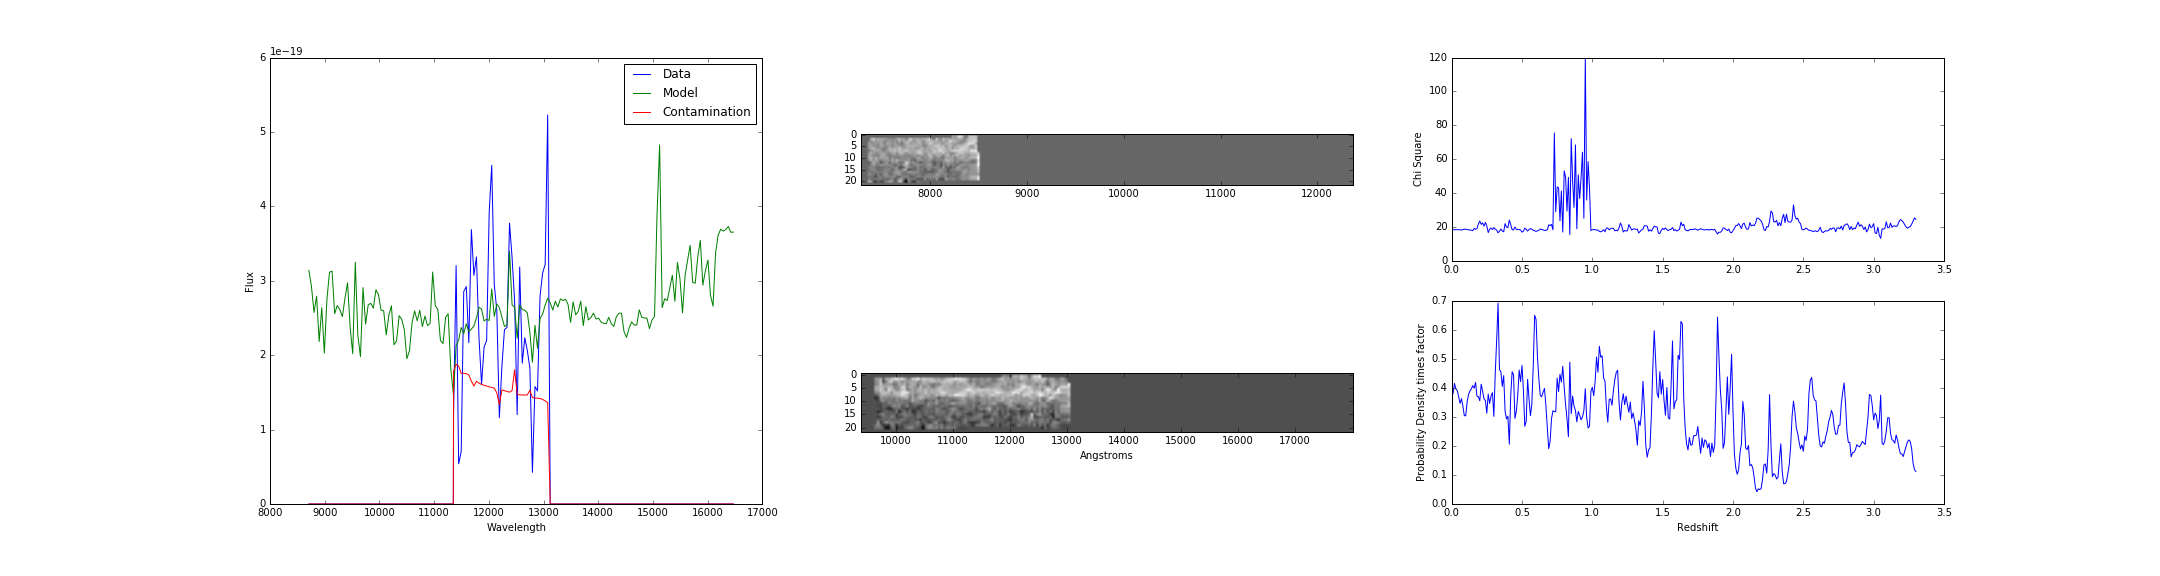 1e−19
6
5
4
3
2
1
0
Flux
8000 9000 10000 11000 12000 13000 14000 15000 16000 17000
Wavelength
Data
Model
Contamination
0
5
10
15
20
8000 9000 10000 11000 12000
0
5
10
15
20
10000 11000 12000 13000 14000 15000 16000 17000
Angstroms
120
100
80
60
40
20
0
Chi Square
0.0 0.5 1.0 1.5 2.0 2.5 3.0 3.5
0.7
0.6
0.5
0.4
0.3
0.2
0.1
0.0
Probability Density times factor
0.0 0.5 1.0 1.5 2.0 2.5 3.0 3.5
Redshift